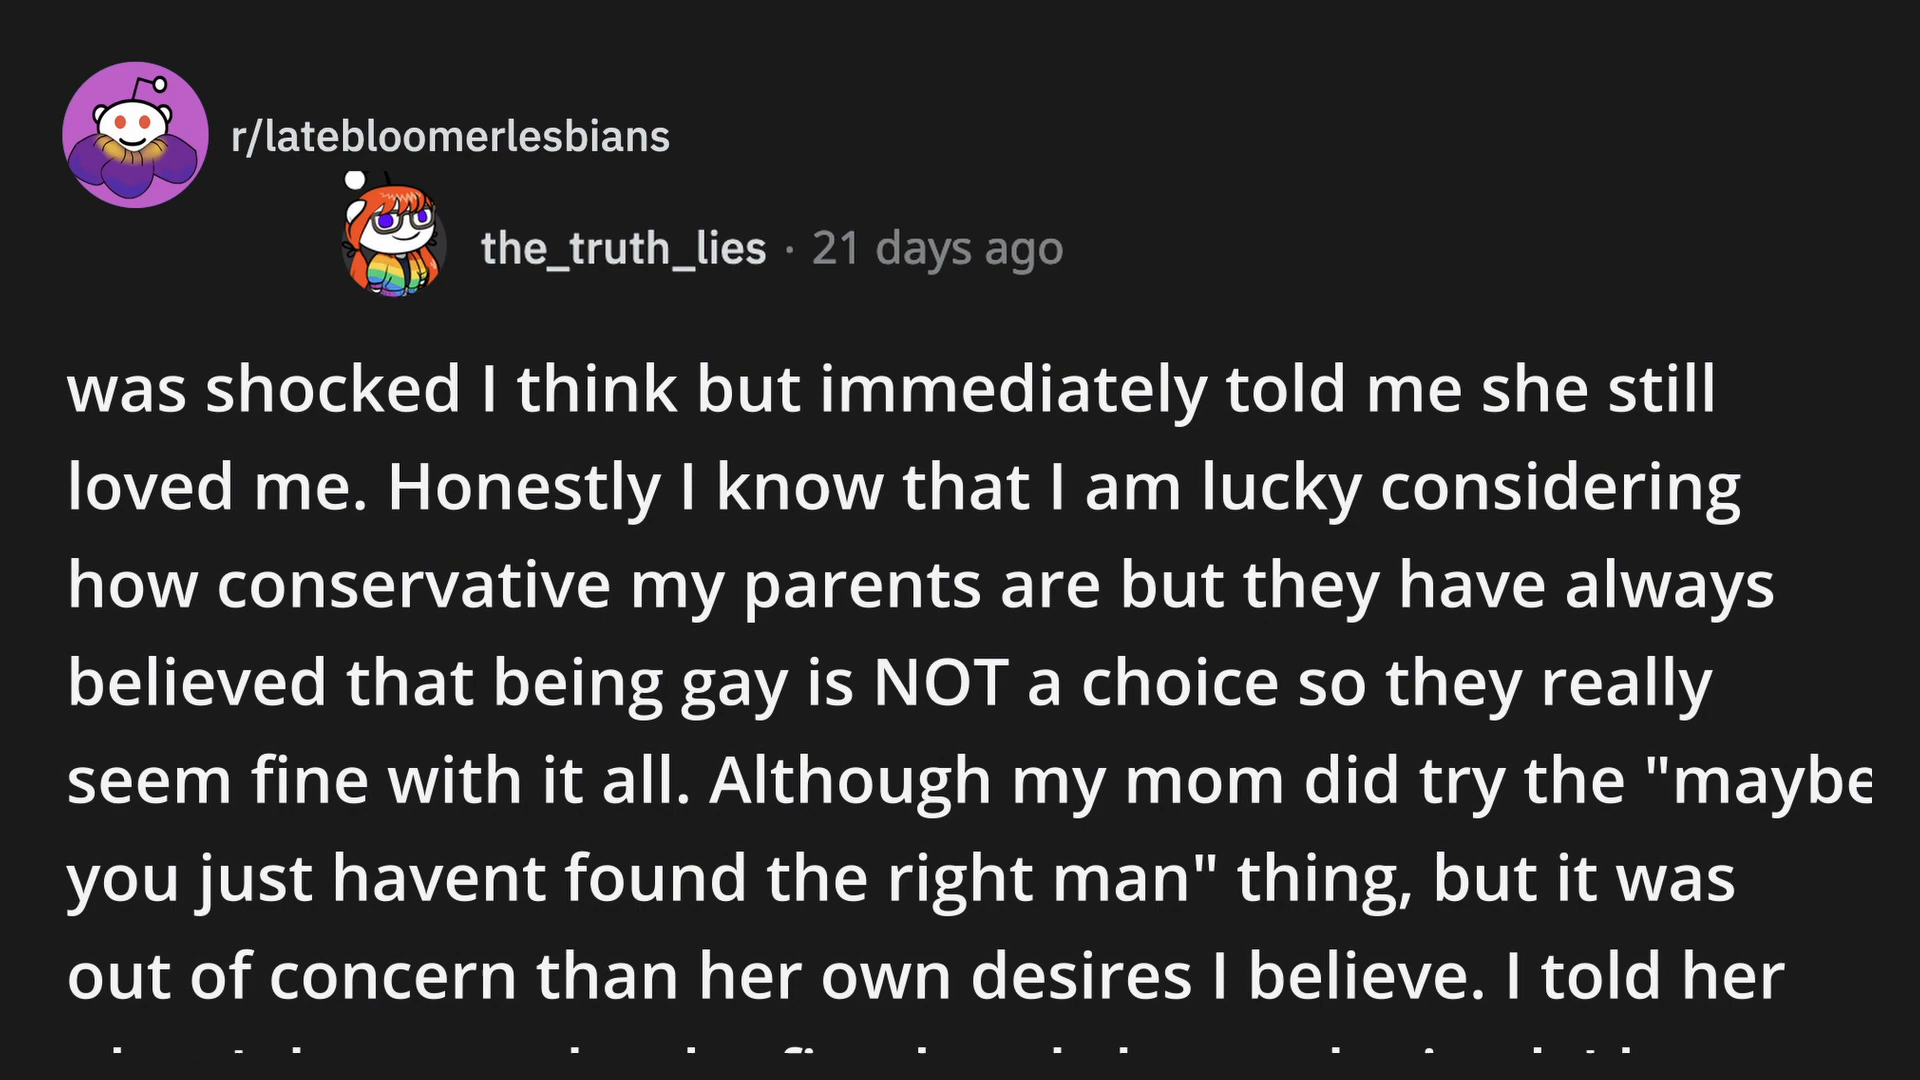 r/latebloomerlesbians
the_truth_lies · 21 days ago
was shocked I think but immediately told me she still
loved me. Honestly I know that I am lucky considering
how conservative my parents are but they have always
believed that being gay is NOT a choice so they really
seem fine with it all. Although my mom did try the "maybe
you just havent found the right man" thing, but it was
out of concern than her own desires I believe. I told her